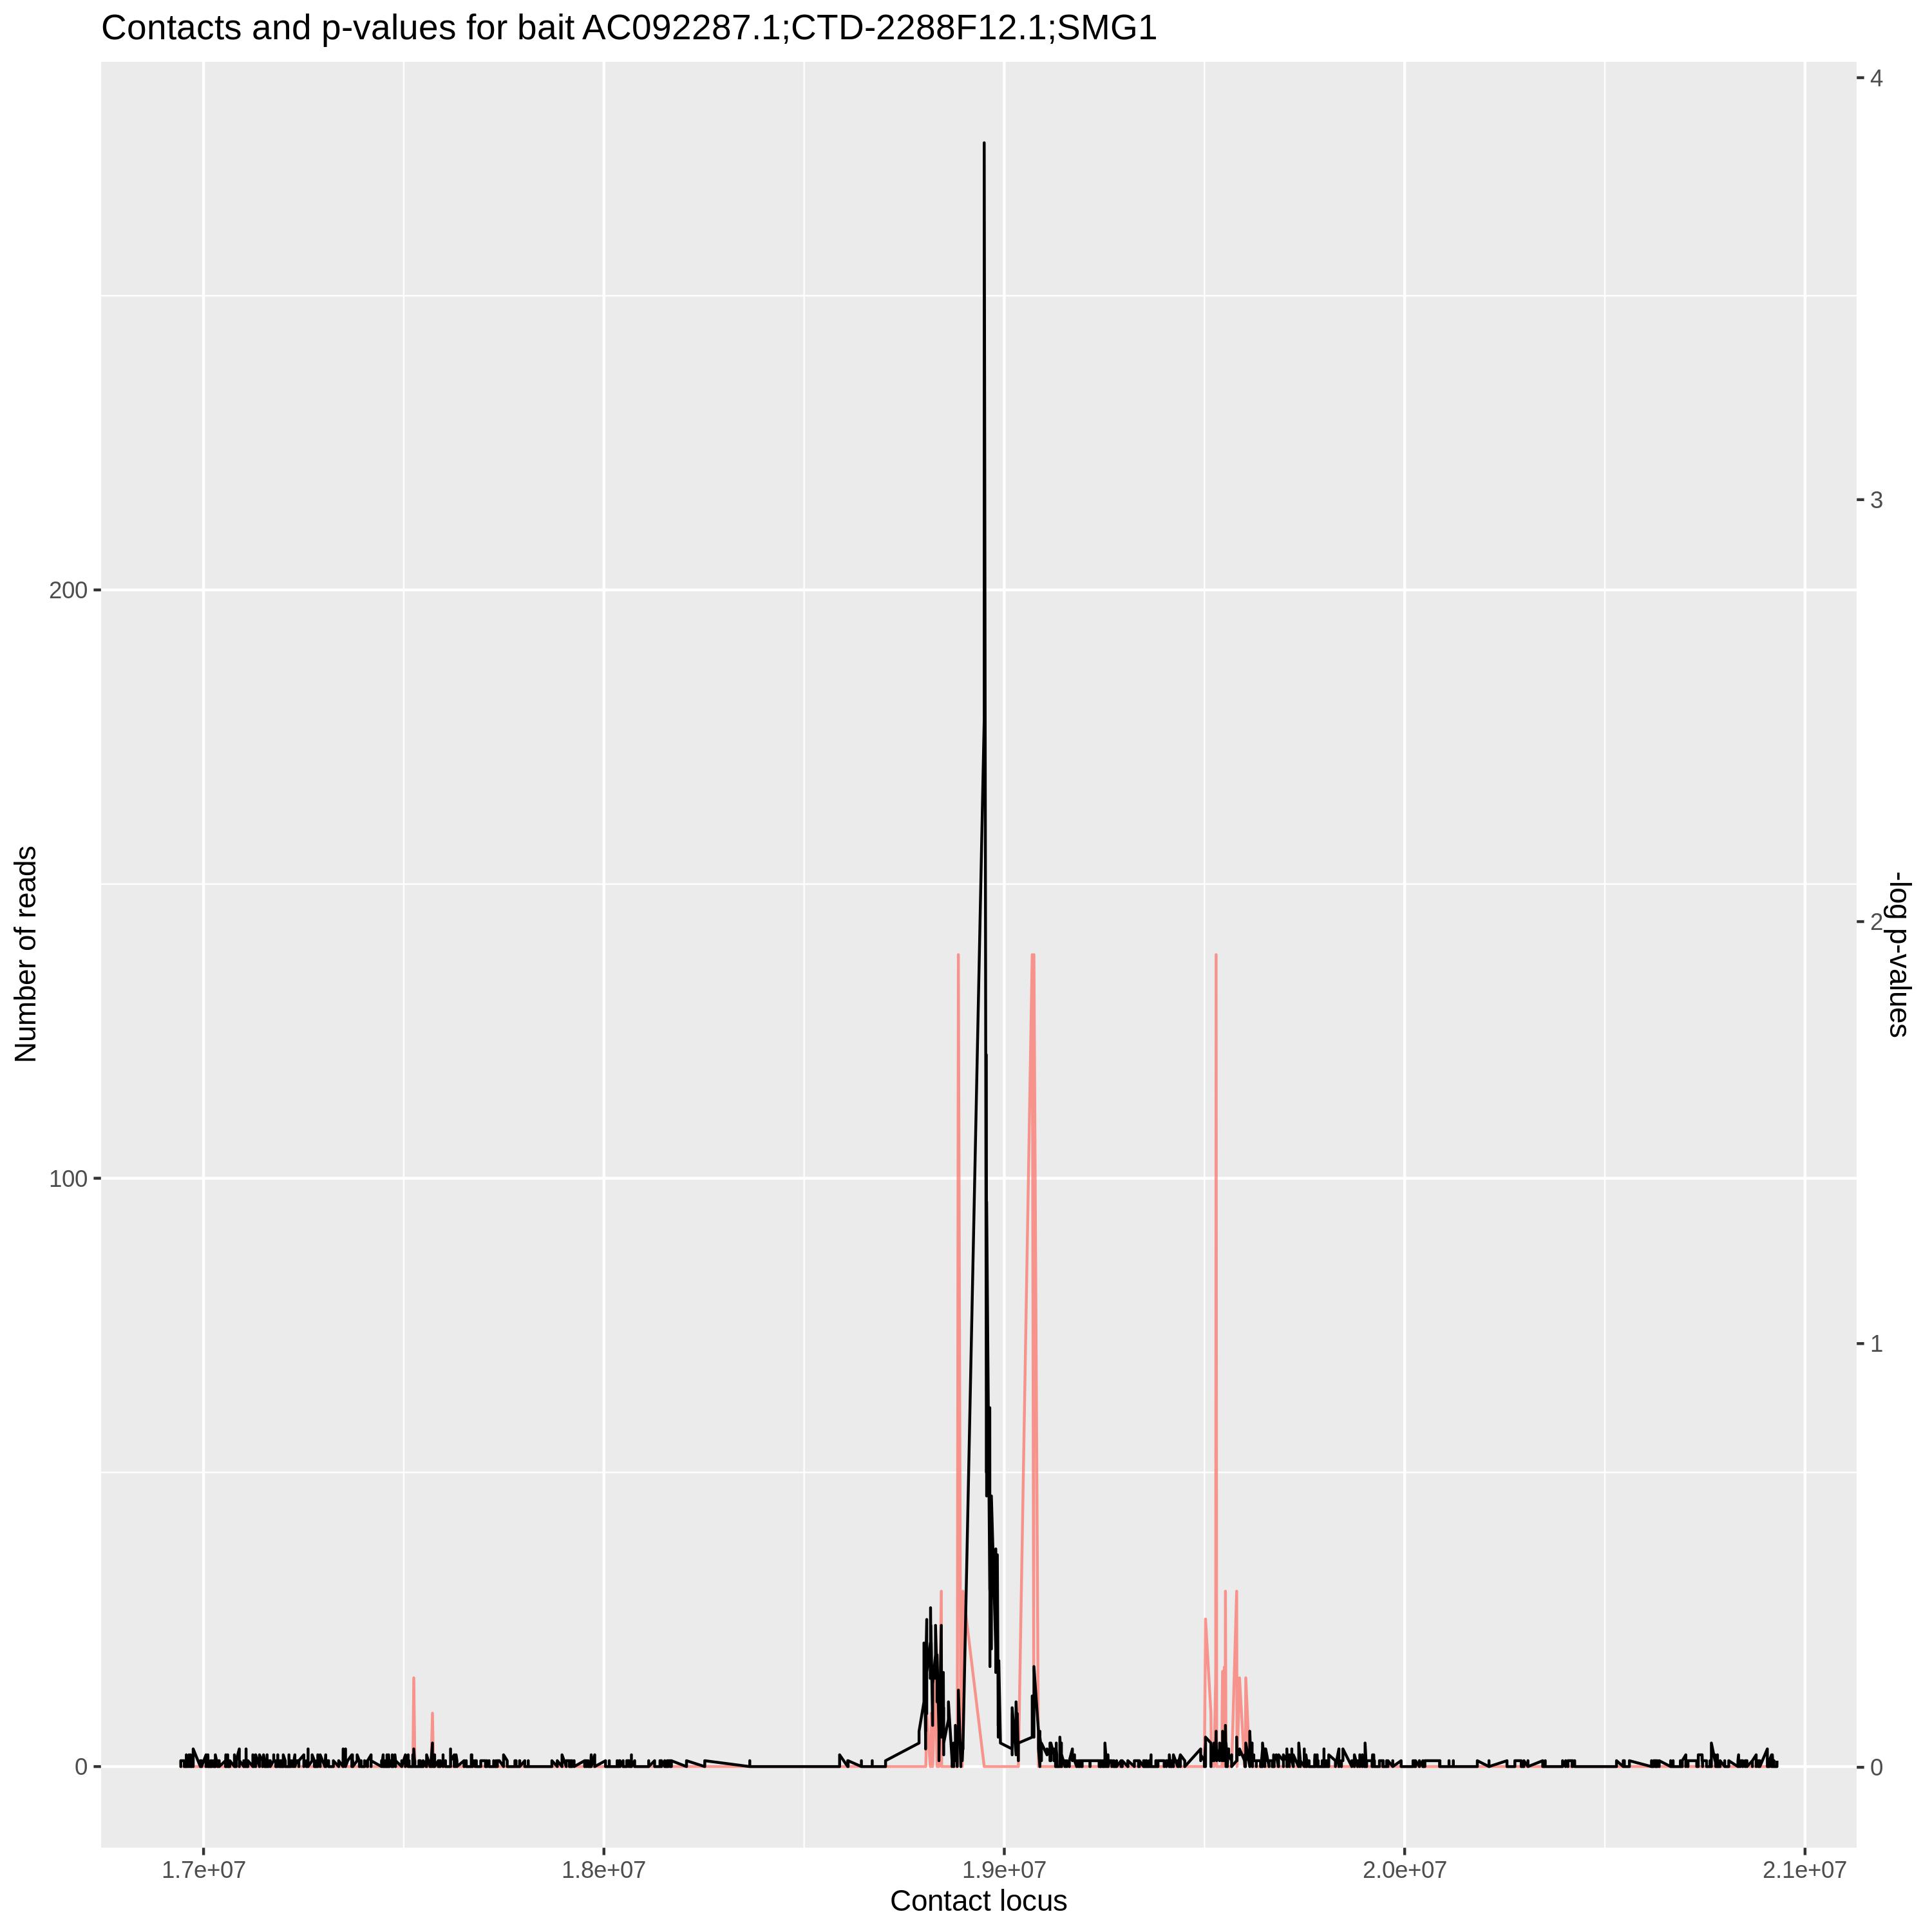 Contacts and p-values for bait AC092287.1;CTD-2288F12.1;SMG1
4
3
200
Number of reads
-log p-values
2
100
1
0
0
1.7e+07
1.8e+07
1.9e+07
2.0e+07
2.1e+07
Contact locus